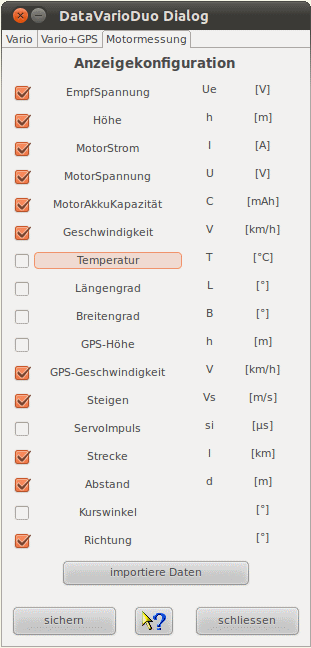 DataVarioDuo Dialog
Vario Vario+GPS Motormessung
Anzeigekonfiguration
EmpfSpannung Ue [V]
Höhe h [m]
MotorStrom I [A]
MotorSpannung U [V]
MotorAkkuKapazität C [mAh]
Geschwindigkeit V [km/h]
Temperatur T [°C]
Längengrad L [°]
Breitengrad B [°]
GPS-Höhe h [m]
GPS-Geschwindigkeit V [km/h]
Steigen Vs [m/s]
ServoImpuls si [µs]
Strecke l [km]
Abstand d [m]
Kurswinkel [°]
Richtung [°]
importiere Daten
sichern ? schliessen